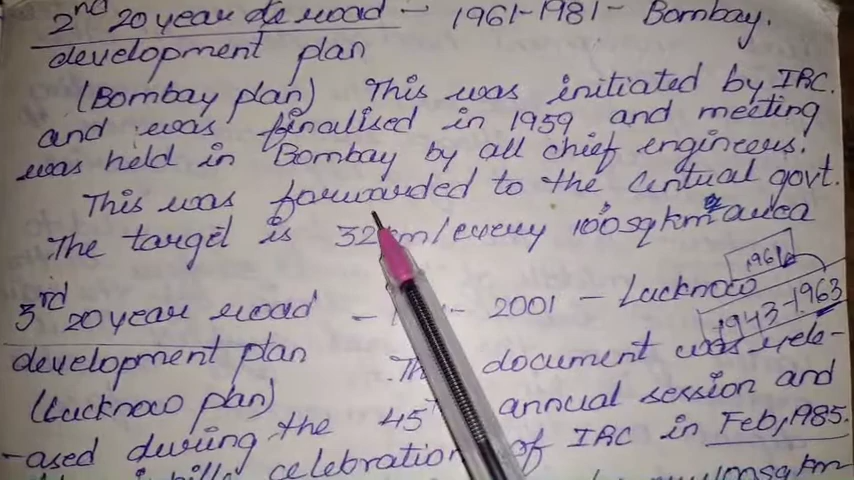 2nd 20 year road - 1961-1981 - Bombay.
development plan
(Bombay plan) This was initiated by IRC.
and was finalised in 1959 and meeting
was held in Bombay by all chief engineers.
This was forwarded to the central govt.
The target is 32 km/every 100 sq km area
1961
3rd 20 year road - 2001 - Lucknow
1943-1963
development plan The document was rele-
(Lucknow plan)
-ased during the 45 annual session and
celebration of IRC in Feb, 1985.
100 sq km